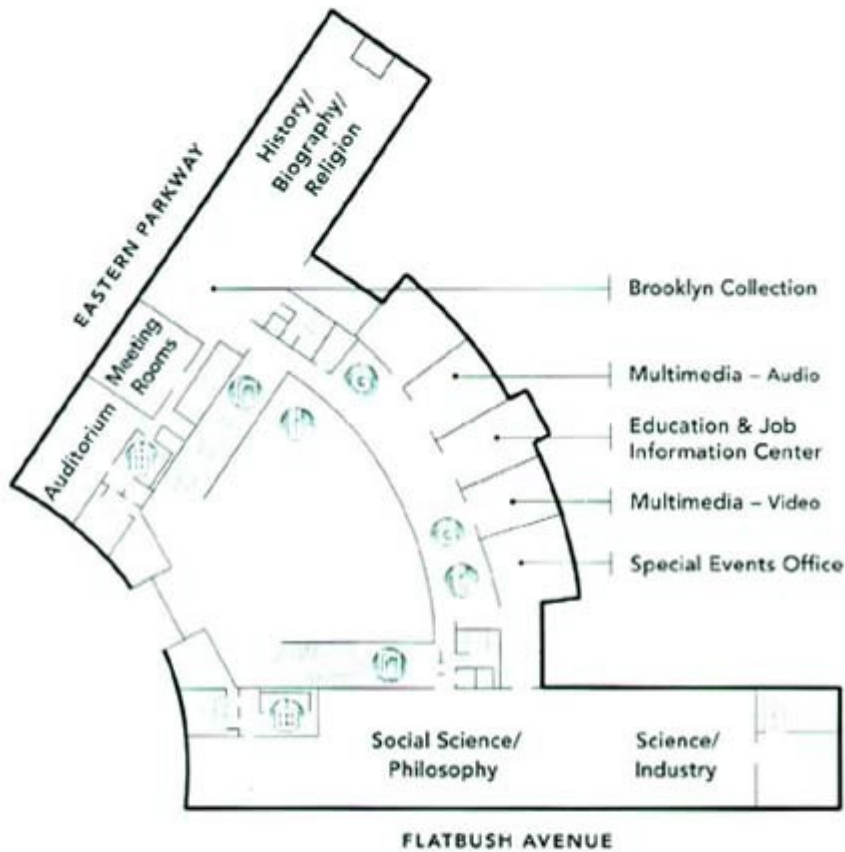 History/
Biography/
Religion
EASTERN PARKWAY
Brooklyn Collection
Meeting
Rooms
Multimedia – Audio
Education & Job
Information Center
Auditorium
Multimedia – Video
Special Events Office
Social Science/
Philosophy
Science/
Industry
FLATBUSH AVENUE